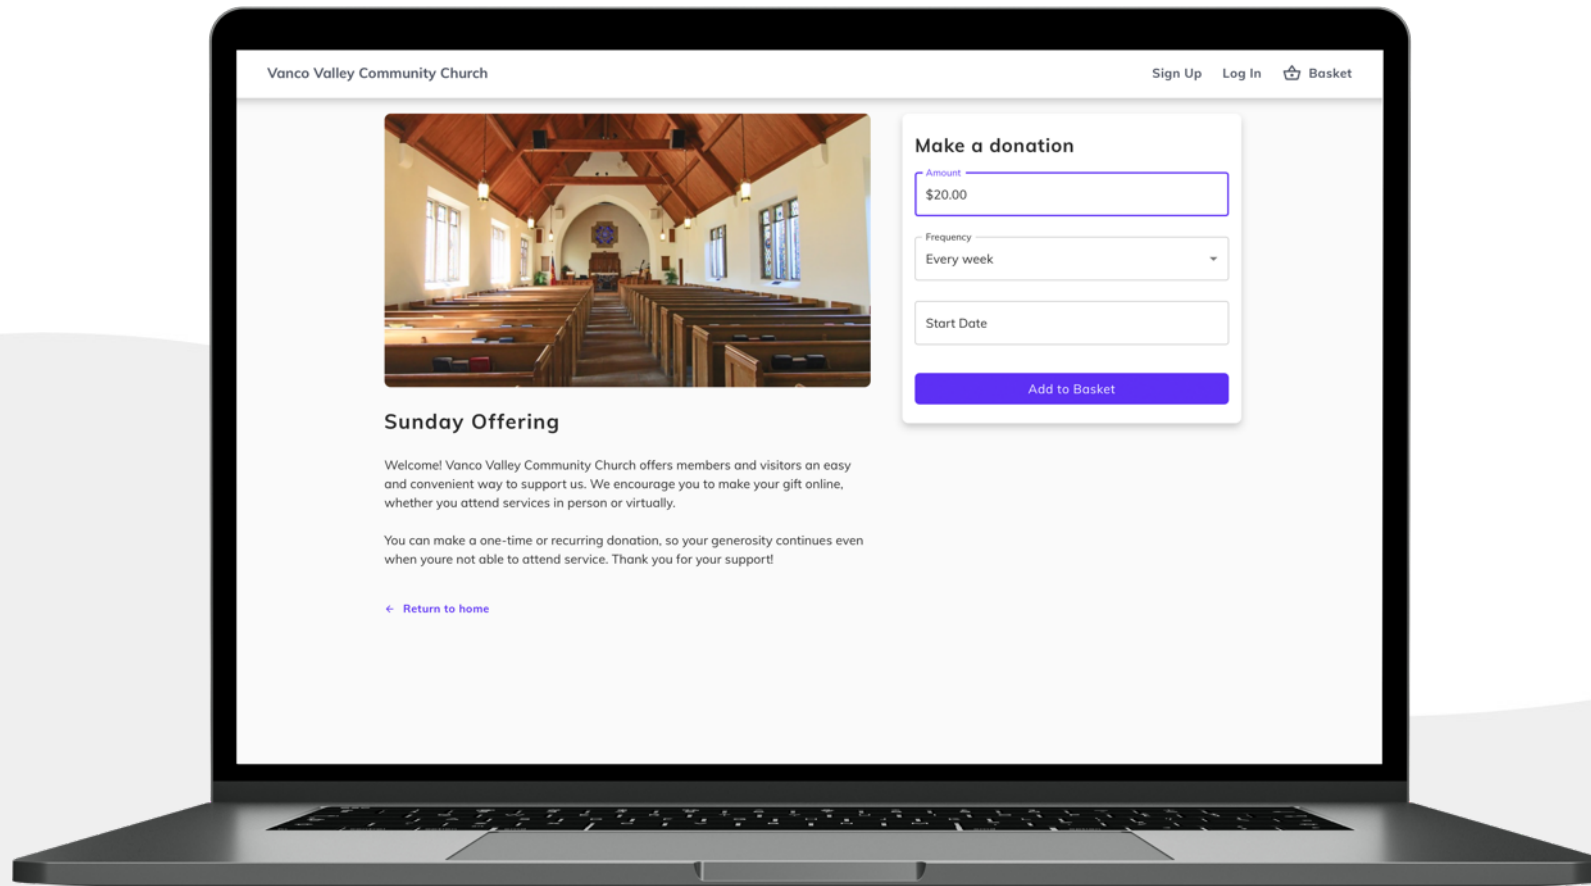 Vanco Valley Community Church
Sign Up
Log In
Basket
Make a donation
Amount
$20.00
Frequency
Every week
Start Date
Add to Basket
Sunday Offering
Welcome! Vanco Valley Community Church offers members and visitors an easy
and convenient way to support us. We encourage you to make your gift online,
whether you attend services in person or virtually.
You can make a one-time or recurring donation, so your generosity continues even
when youre not able to attend service. Thank you for your support!
← Return to home